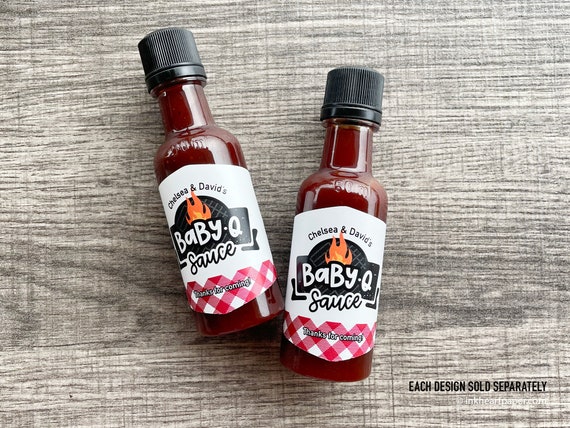 Chelsea & David's
BaBy·Q
Sauce
Thanks for coming!
Chelsea & David's
BaBy·Q
Sauce
Thanks for coming!
EACH DESIGN SOLD SEPARATELY
© inkheartpaper.com